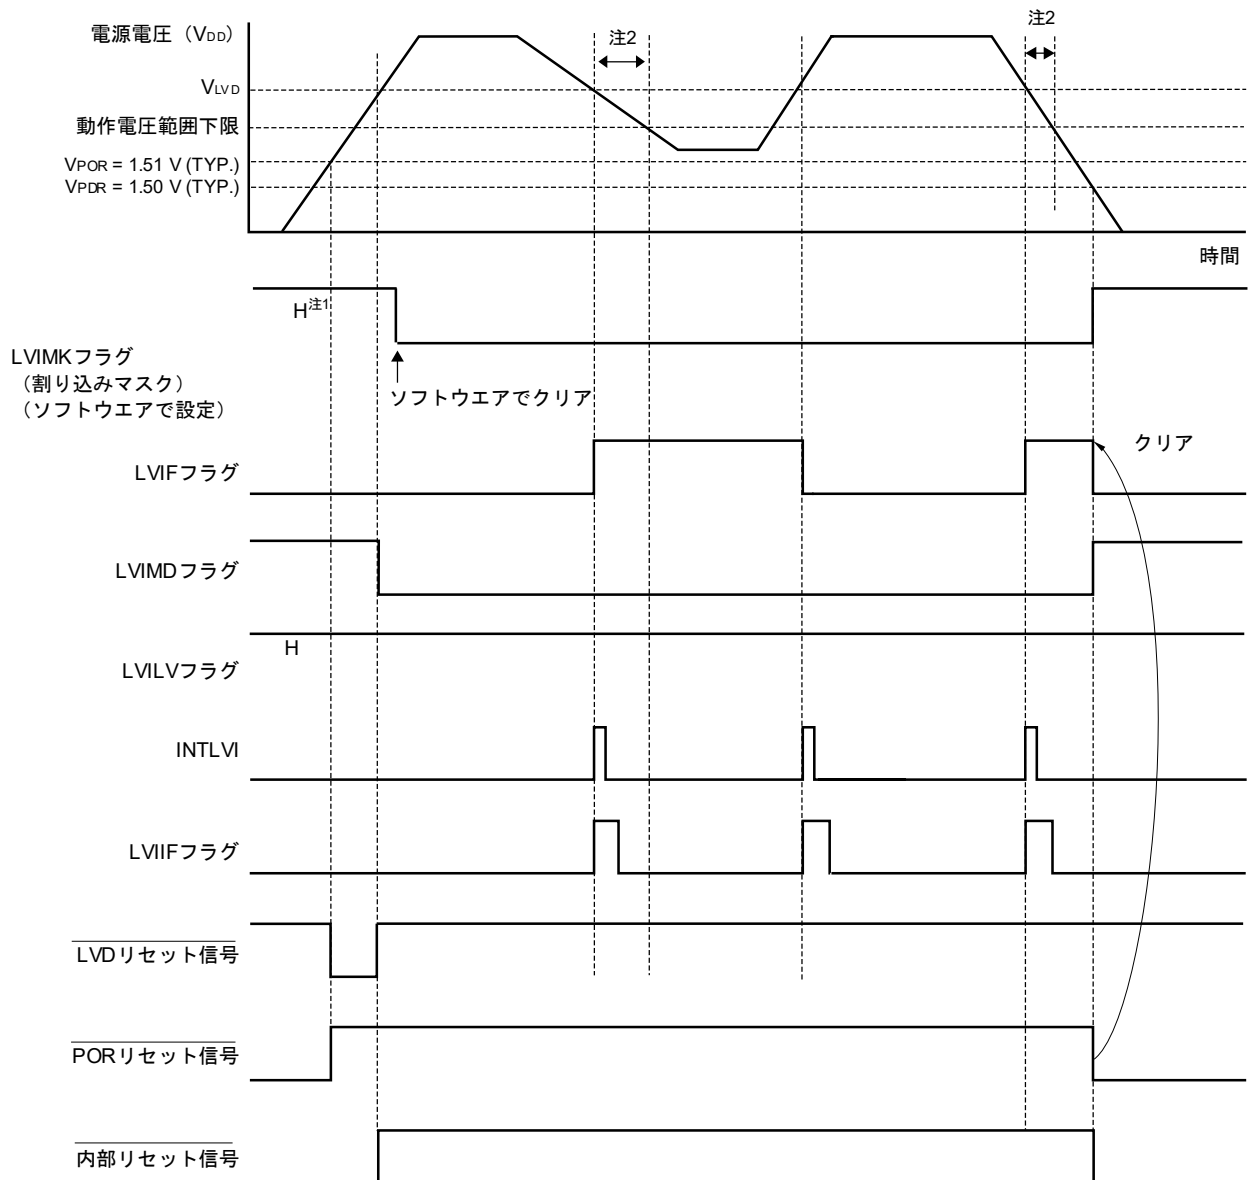 電源電圧（VDD）
注2
注2
VLVD
動作電圧範囲下限
VPOR = 1.51 V (TYP.)
VPDR = 1.50 V (TYP.)
時間
H注1
LVIMKフラグ
（割り込みマスク）
（ソフトウエアで設定）
ソフトウエアでクリア
クリア
LVIFフラグ
LVIMDフラグ
H
LVILVフラグ
INTLVI
LVIIFフラグ
LVDリセット信号
PORリセット信号
内部リセット信号